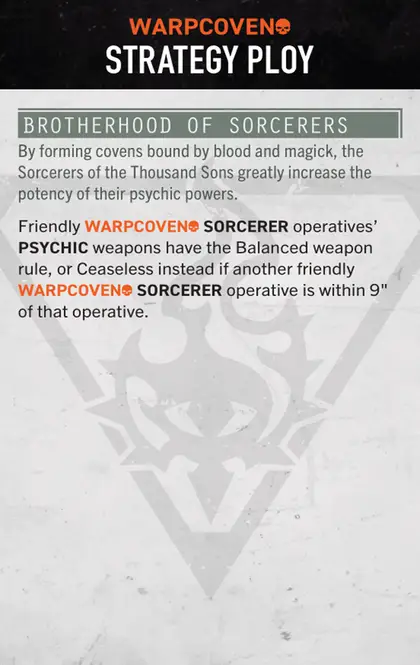 WARPCOVEN
STRATEGY PLOY
BROTHERHOOD OF SORCERERS
By forming covens bound by blood and magick, the
Sorcerers of the Thousand Sons greatly increase the
potency of their psychic powers.
Friendly WARPCOVEN SORCERER operatives’
PSYCHIC weapons have the Balanced weapon
rule, or Ceaseless instead if another friendly
WARPCOVEN SORCERER operative is within 9"
of that operative.